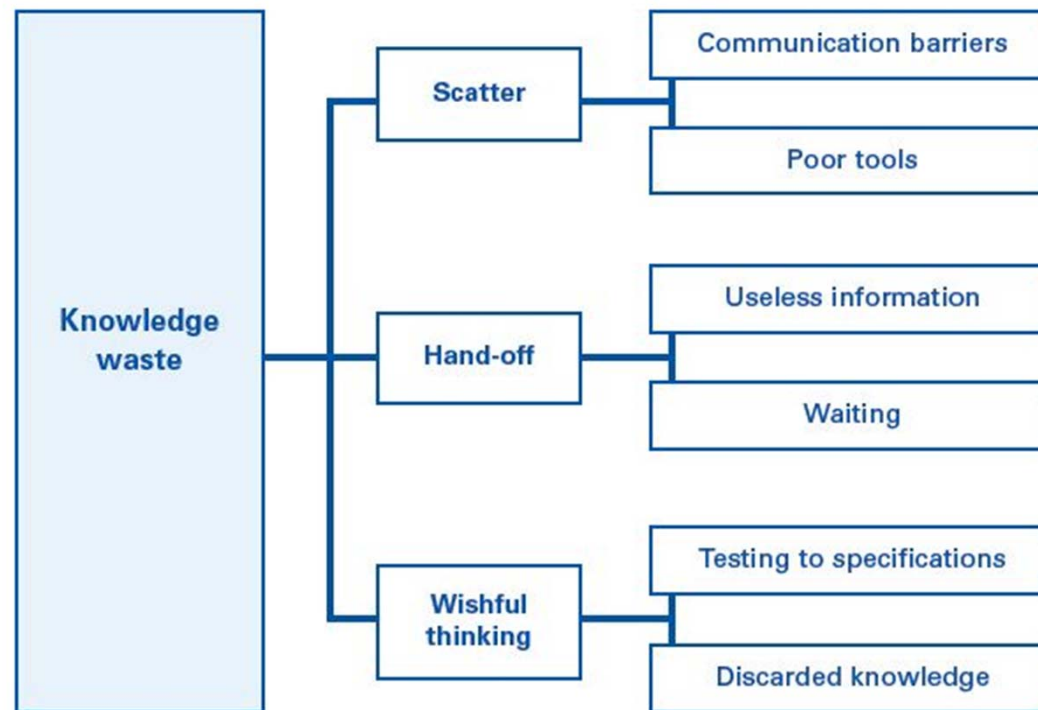 Knowledge
waste
Scatter
Communication barriers
Poor tools
Hand-off
Useless information
Waiting
Wishful
thinking
Testing to specifications
Discarded knowledge